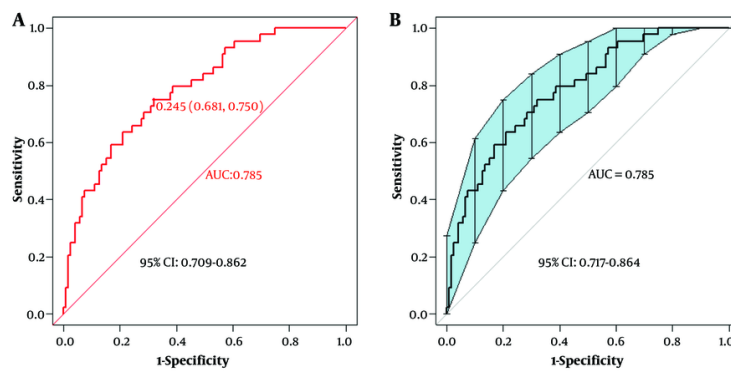 A
1.0
0.8
0.6
0.4
0.2
0.0
Sensitivity
0.245 (0.681, 0.750)
AUC:0.785
95% CI: 0.709-0.862
0.0 0.2 0.4 0.6 0.8 1.0
1-Specificity
B
1.0
0.8
0.6
0.4
0.2
0.0
Sensitivity
AUC = 0.785
95% CI: 0.717-0.864
0.0 0.2 0.4 0.6 0.8 1.0
1-Specificity